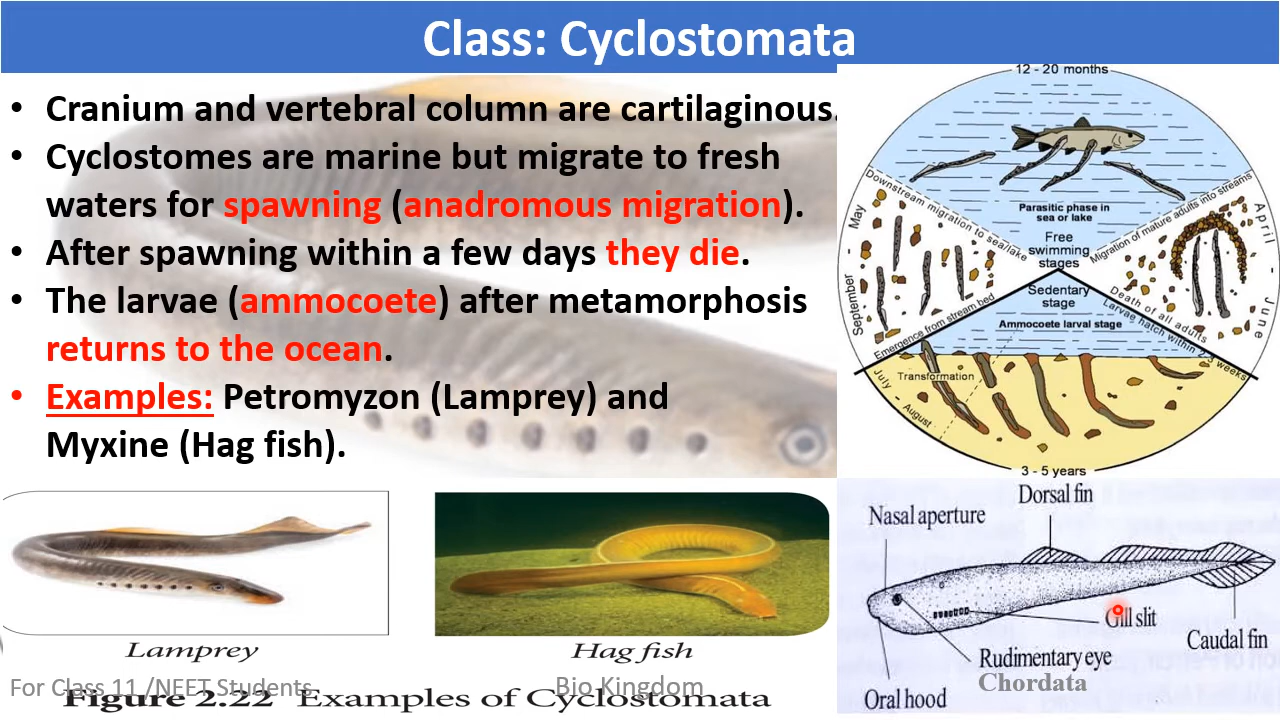 Class: Cyclostomata
• Cranium and vertebral column are cartilaginous.
• Cyclostomes are marine but migrate to fresh
waters for spawning (anadromous migration).
• After spawning within a few days they die.
• The larvae (ammocoete) after metamorphosis
returns to the ocean.
• Examples: Petromyzon (Lamprey) and
Myxine (Hag fish).
12 - 20 months
Parasitic phase in
sea or lake
Free
swimming
stages
Downstream migration to sea/lake
Migration of mature adults into streams
May
September
April
June
Emergence from stream bed
Death of all adults
Larvae hatch within 2-3 weeks
Sedentary
stage
Ammocoete larval stage
Transformation
July - August
3 - 5 years
Lamprey
Hag fish
Figure 2.22 Examples of Cyclostomata
For Class 11 /NEET Students
Bio Kingdom
Chordata
Nasal aperture
Dorsal fin
Gill slit
Caudal fin
Rudimentary eye
Oral hood